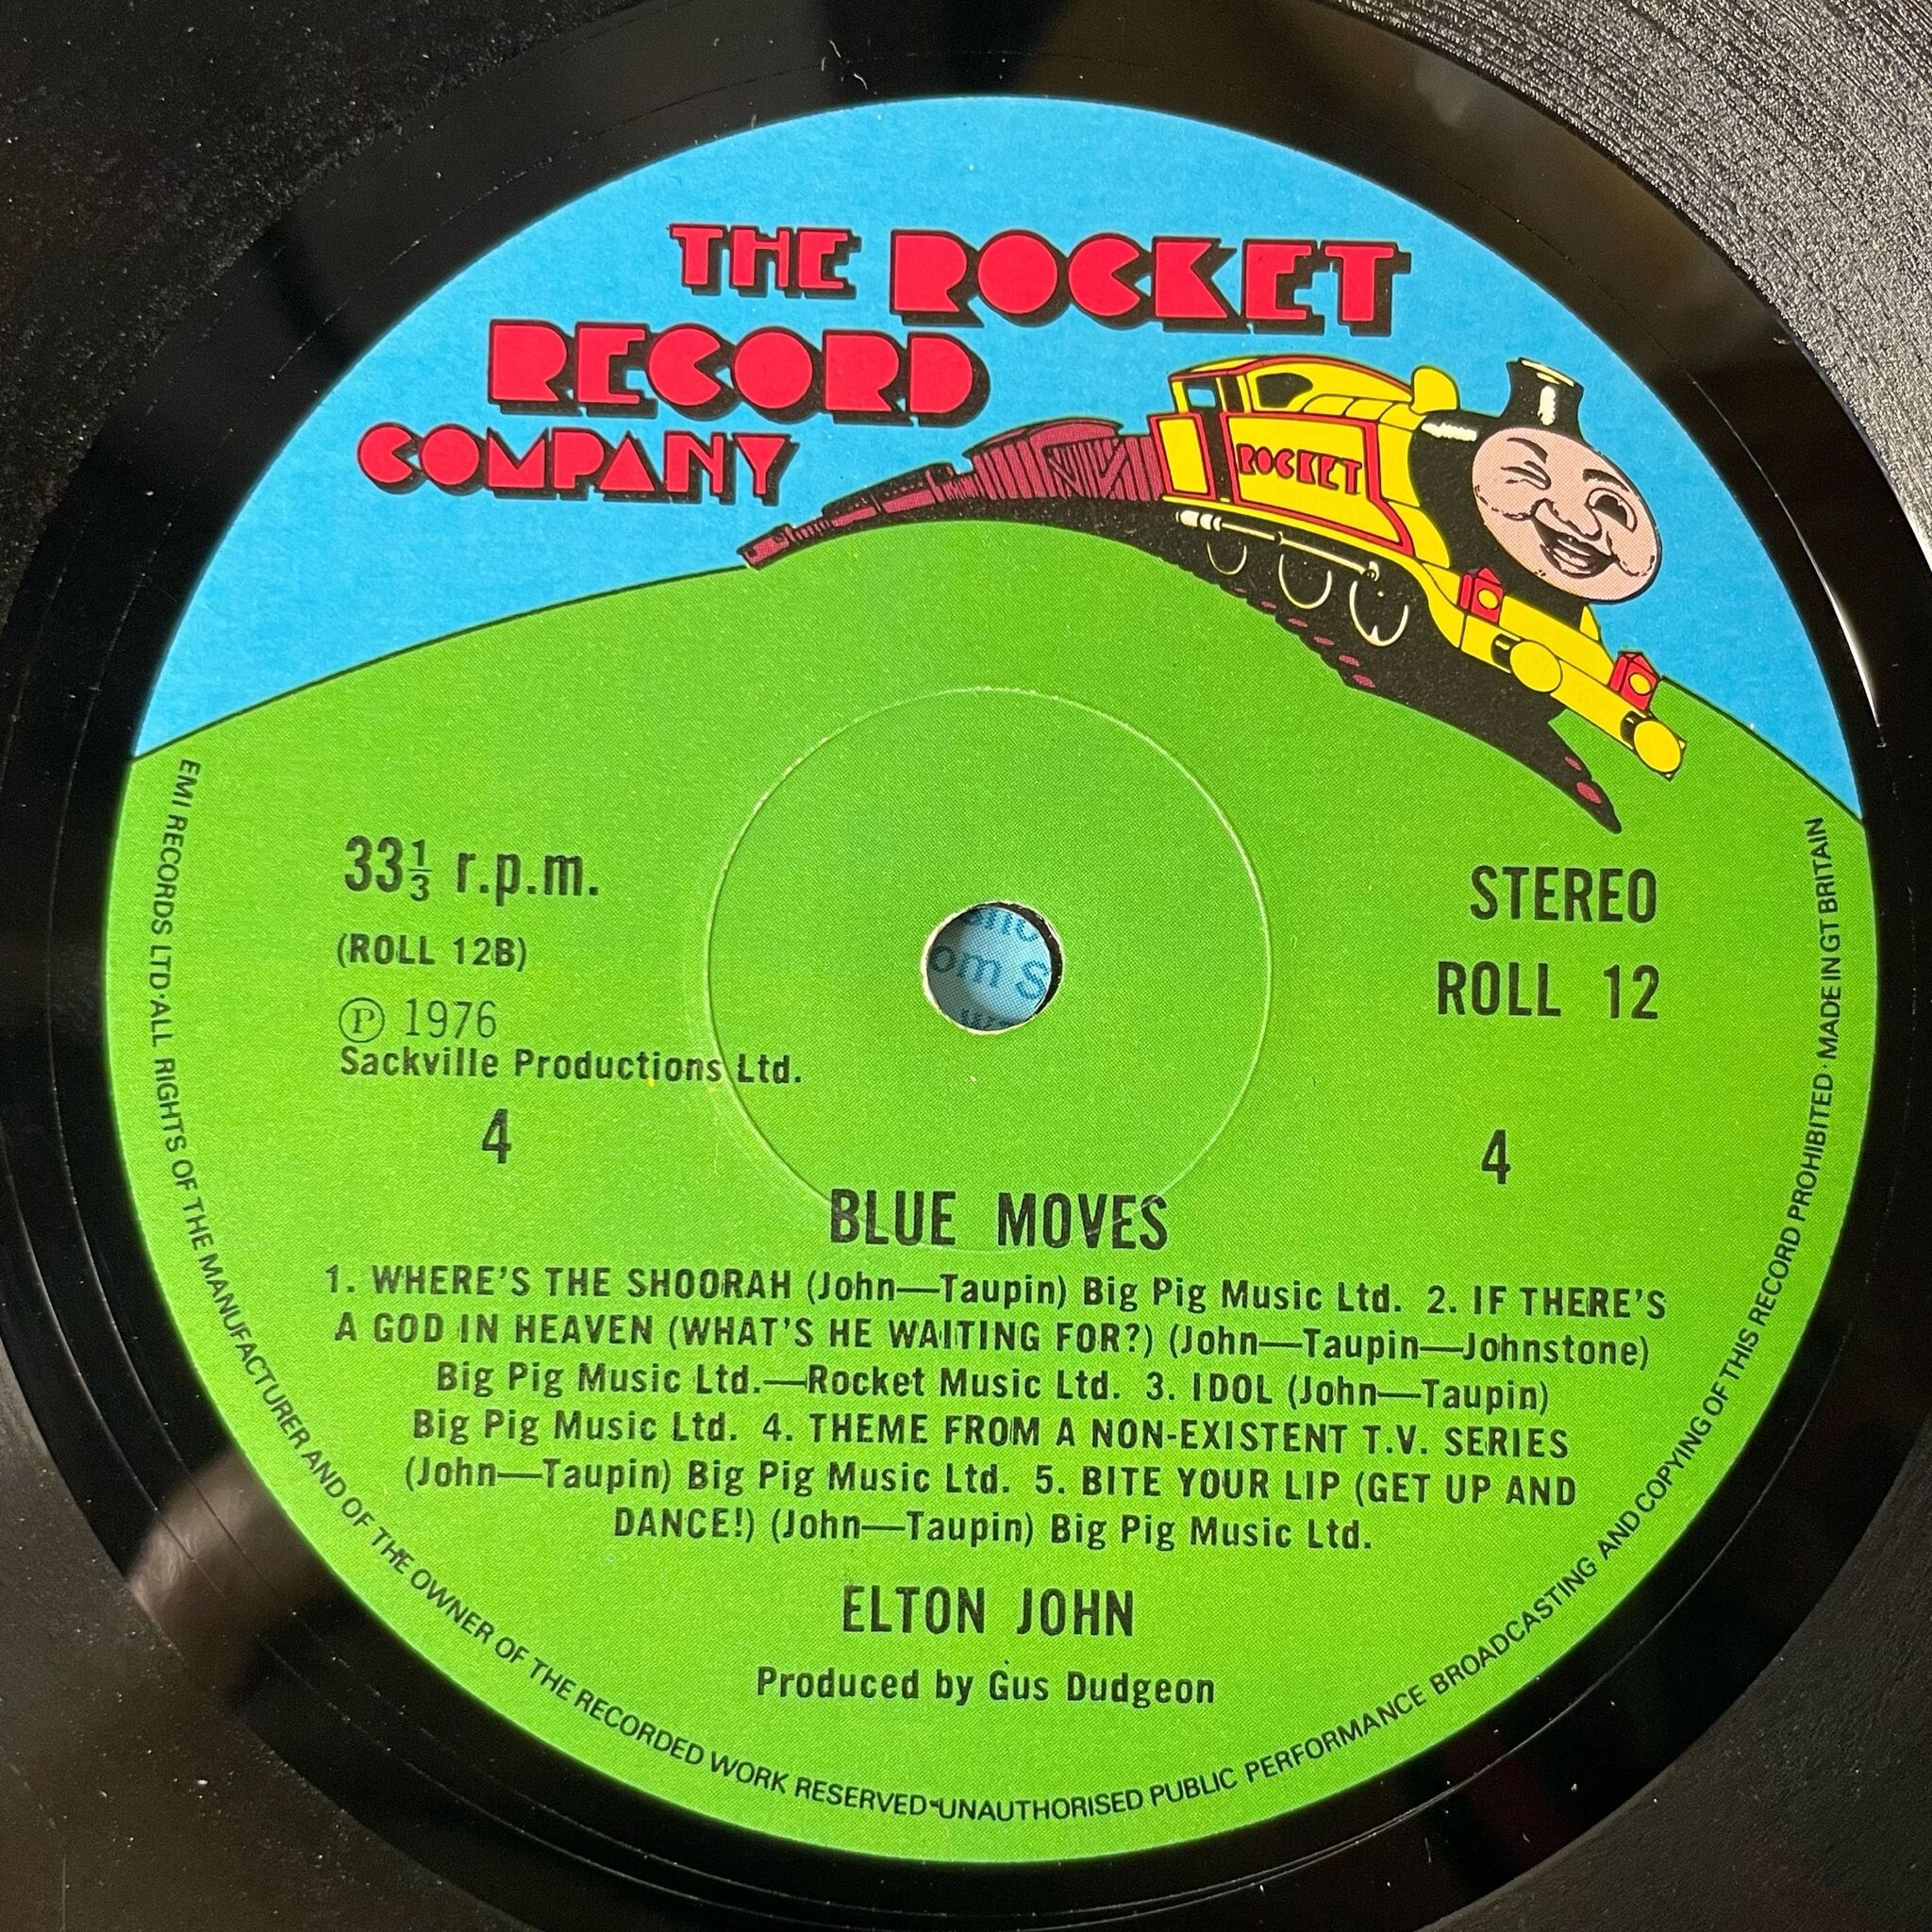 THE ROCKET
RECORD
COMPANY
ROCKET
33⅓ r.p.m.
(ROLL 12B)
Ⓟ 1976
Sackville Productions Ltd.
4
STEREO
ROLL 12
4
om S
BLUE MOVES
1. WHERE'S THE SHOORAH (John—Taupin) Big Pig Music Ltd. 2. IF THERE'S
A GOD IN HEAVEN (WHAT'S HE WAITING FOR?) (John—Taupin—Johnstone)
Big Pig Music Ltd.—Rocket Music Ltd. 3. IDOL (John—Taupin)
Big Pig Music Ltd. 4. THEME FROM A NON-EXISTENT T.V. SERIES
(John—Taupin) Big Pig Music Ltd. 5. BITE YOUR LIP (GET UP AND
DANCE!) (John—Taupin) Big Pig Music Ltd.
ELTON JOHN
Produced by Gus Dudgeon
EMI RECORDS LTD·ALL RIGHTS OF THE MANUFACTURER AND OF THE OWNER OF THE RECORDED WORK RESERVED·UNAUTHORISED PUBLIC PERFORMANCE BROADCASTING AND COPYING OF THIS RECORD PROHIBITED·MADE IN GT BRITAIN